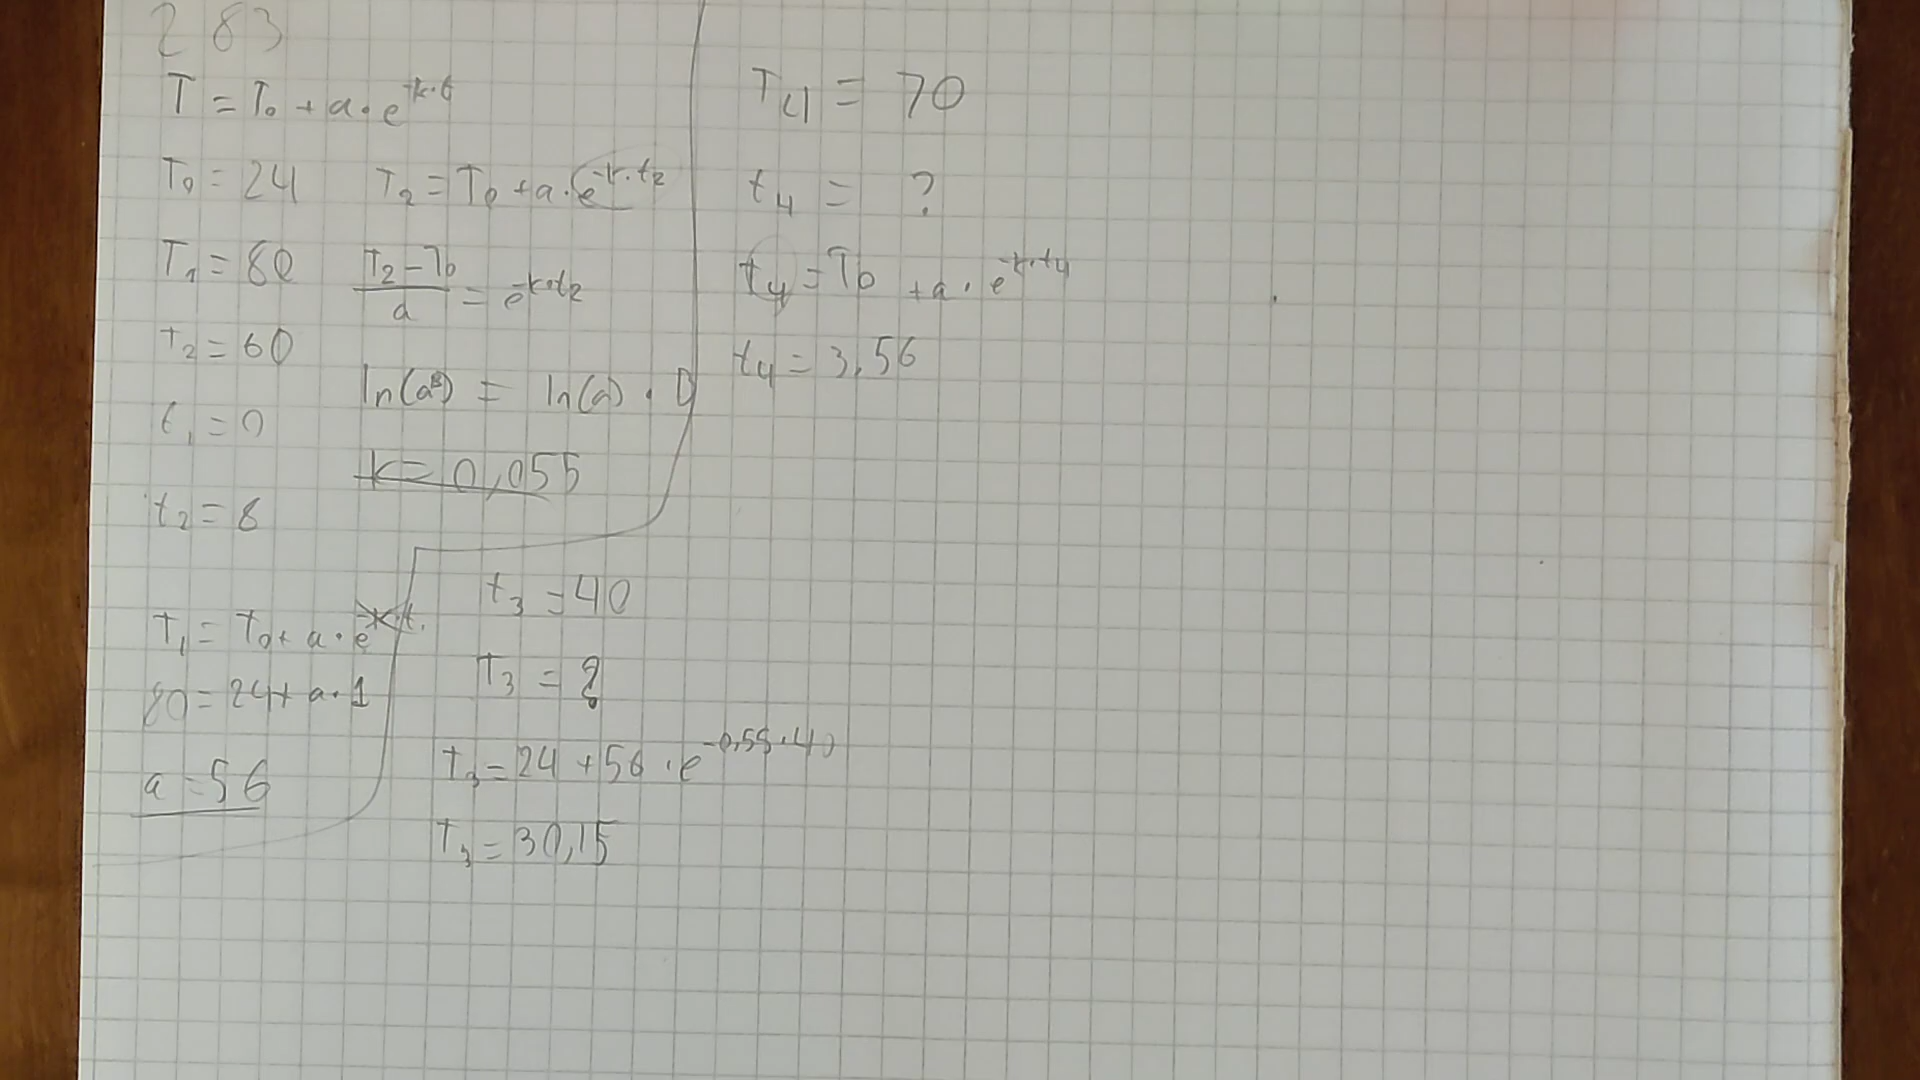 283
T = T₀ + a · e^-k·t
T₀ = 24
T₁ = 80
T₂ = 60
t₁ = 0
t₂ = 8
T₁ = T₀ + a · e
80 = 24 + a · 1
a = 56
T₂ = T₀ + a · e^-k·t₂
T₂ - T₀ / a = e^-k·t₂
ln(aᴮ) = ln(a) · B
k = 0,055
t₃ = 40
T₃ = ?
T₃ = 24 + 56 · e^-0,55·40
T₃ = 30,15
T₄ = 70
t₄ = ?
t₄ = T₀ + a · e^-k·t₄
t₄ = 3,56